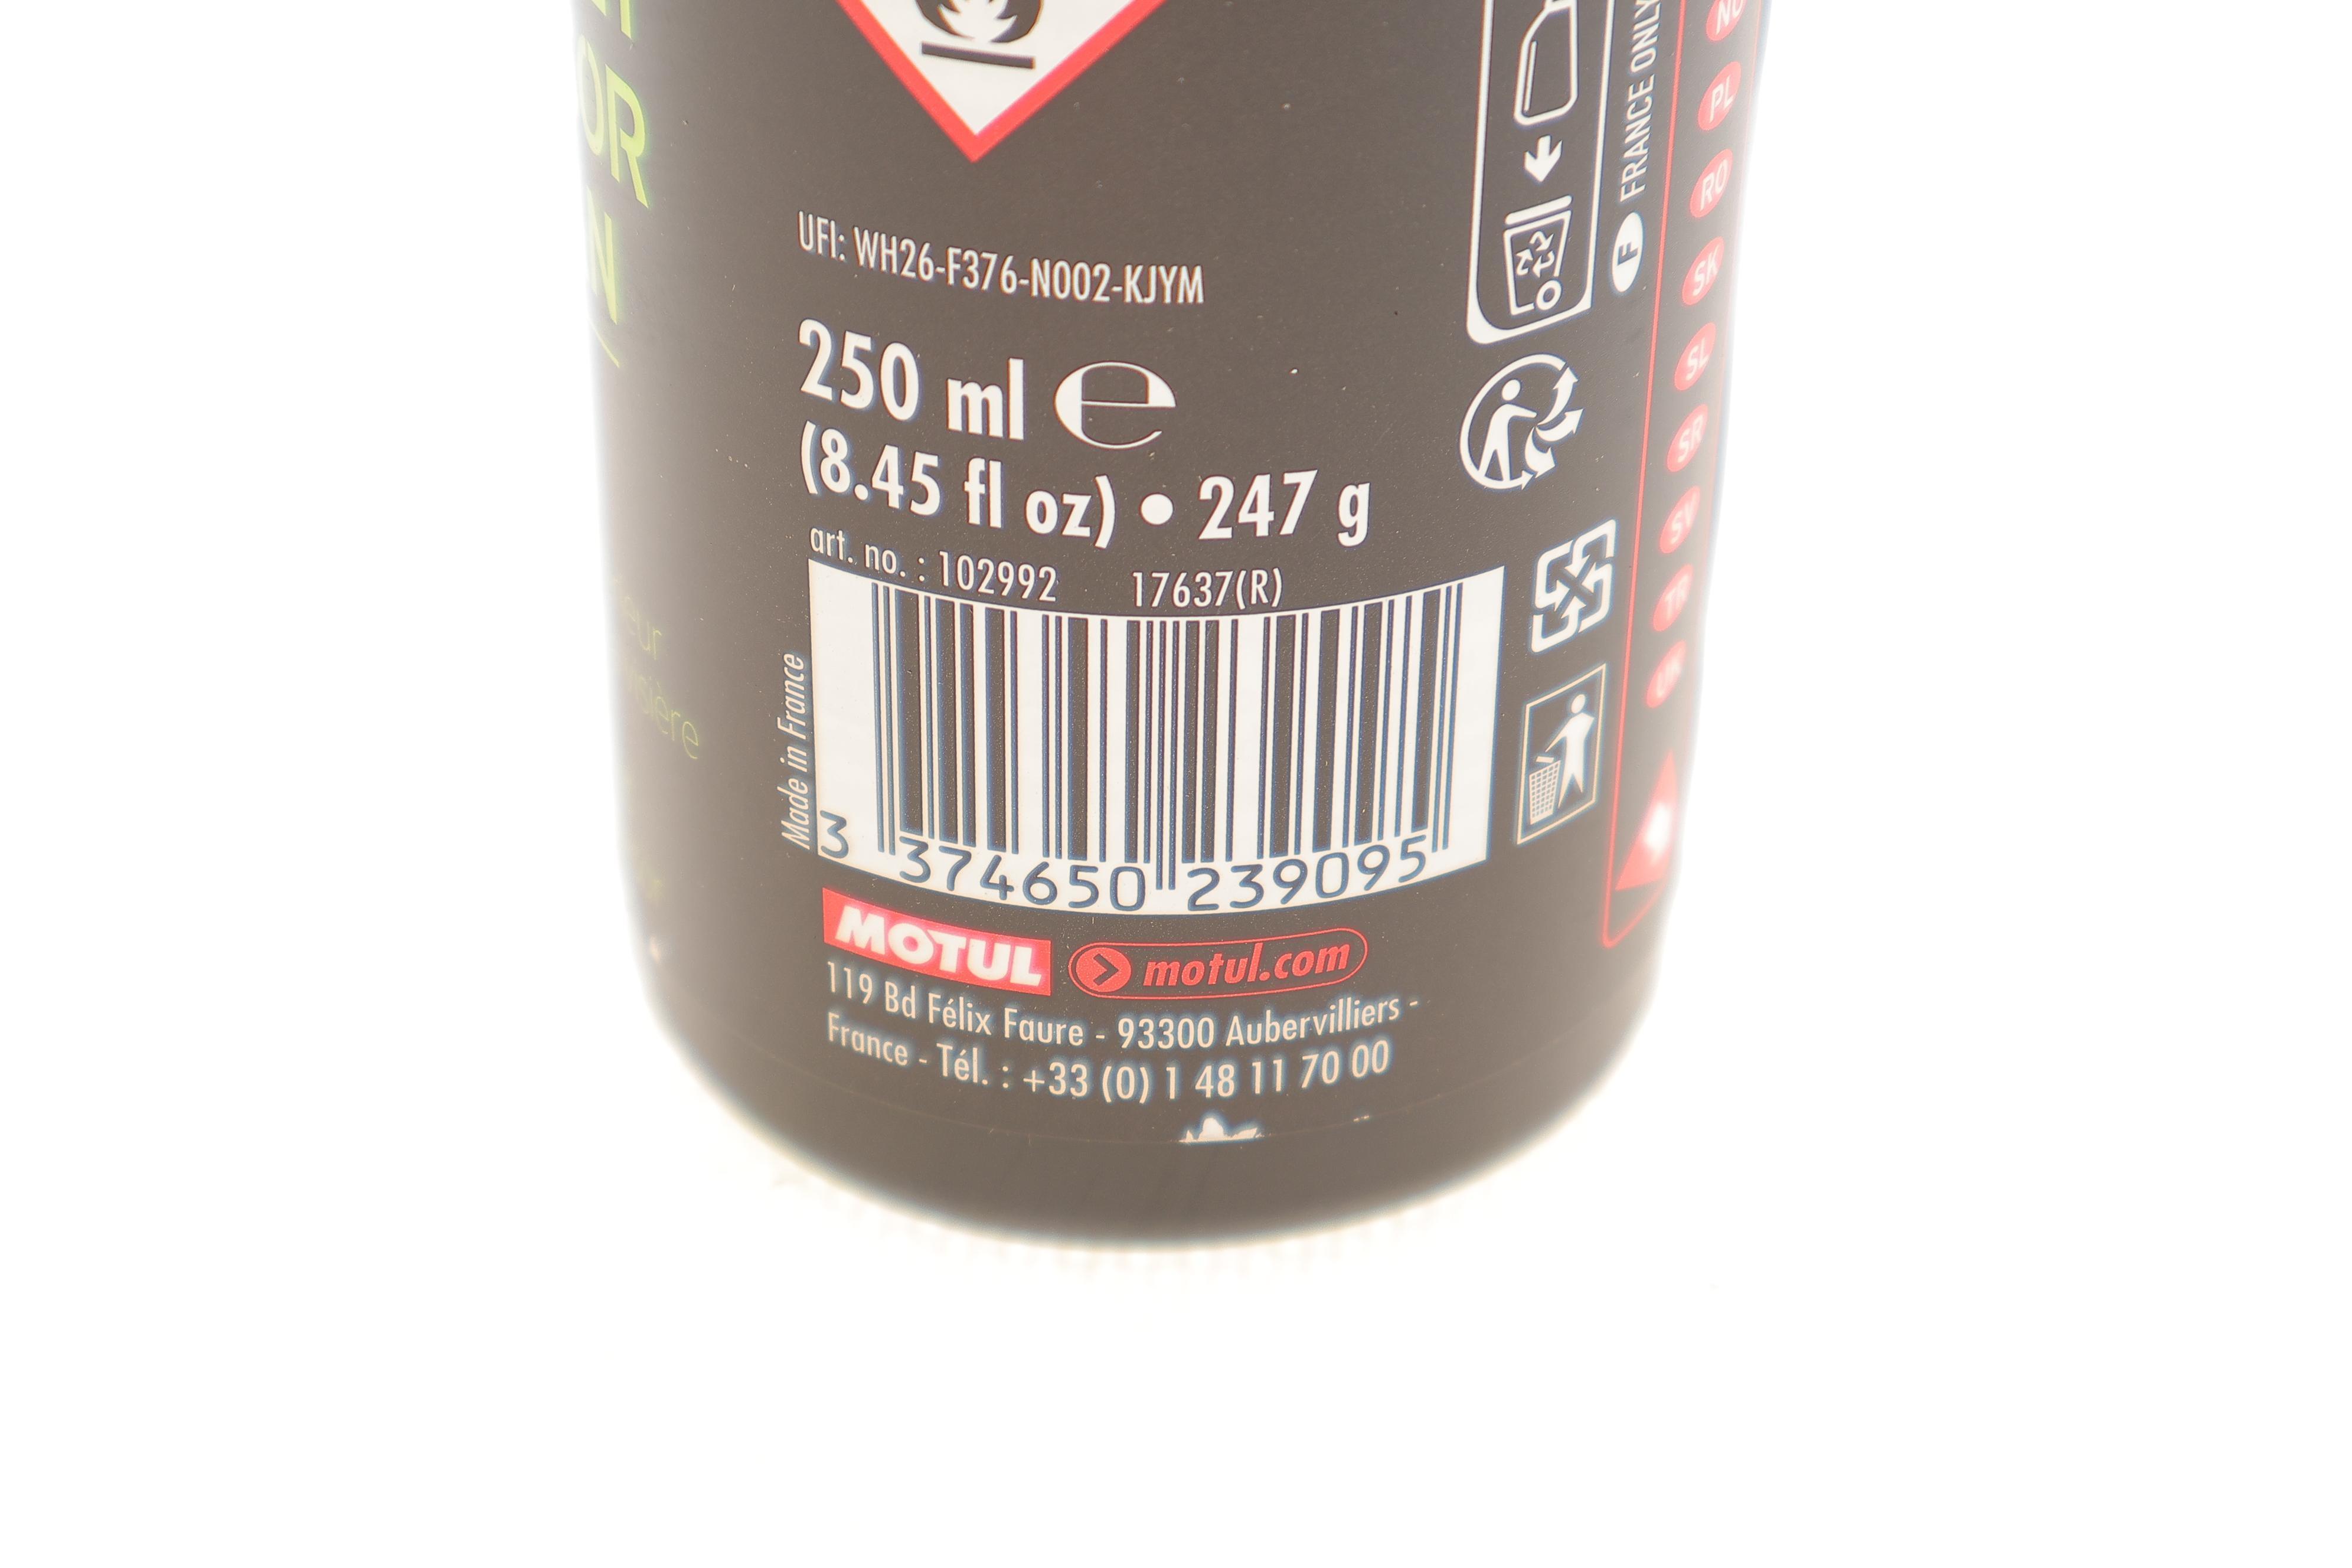 OR
N
UFI: WH26-F376-N002-KJYM
250 ml ℮
(8.45 fl oz) • 247 g
art. no. : 102992 17637(R)
Made in France
3 374650 239095
MOTUL motul.com
119 Bd Félix Faure - 93300 Aubervilliers -
France - Tél. : +33 (0) 1 48 11 70 00
F FRANCE ONLY
NO
PL
RO
SK
SL
SR
SV
TR
UK